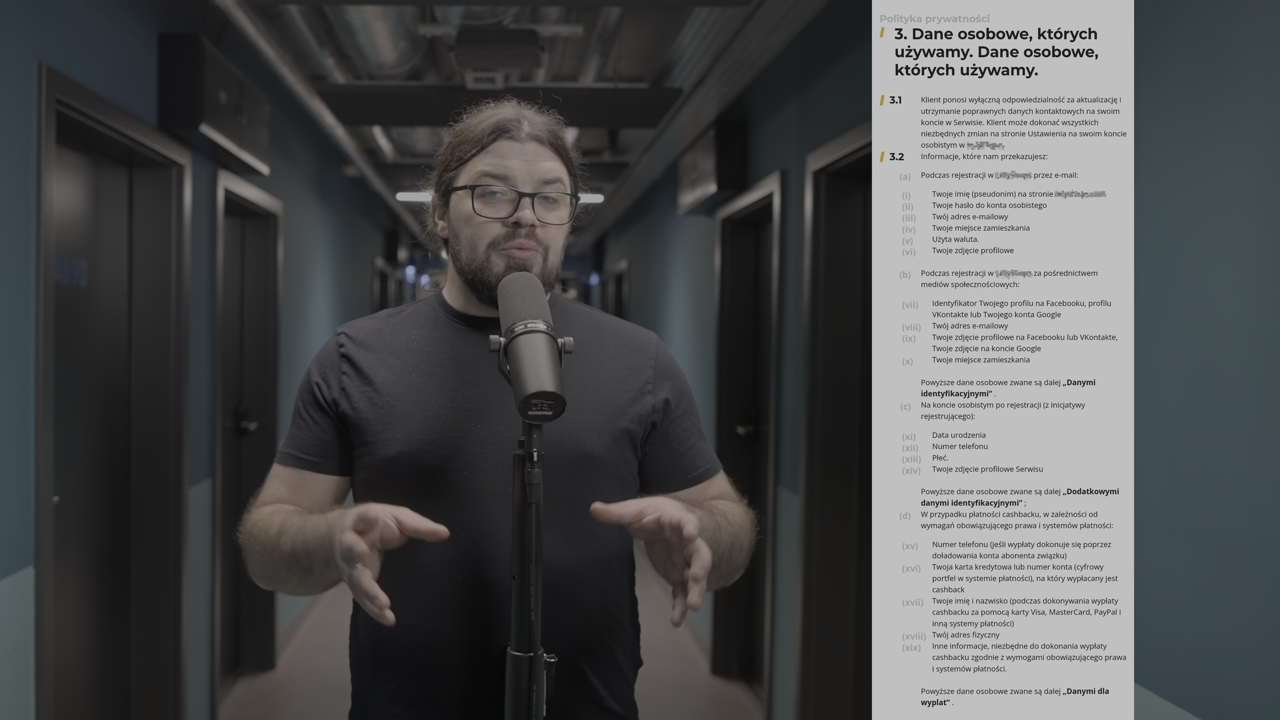 Polityka prywatności
3. Dane osobowe, których
używamy. Dane osobowe,
których używamy.
3.1 Klient ponosi wyłączną odpowiedzialność za aktualizację i
utrzymanie poprawnych danych kontaktowych na swoim
koncie w Serwisie. Klient może dokonać wszystkich
niezbędnych zmian na stronie Ustawienia na swoim koncie
osobistym w
3.2 Informacje, które nam przekazujesz:
(a) Podczas rejestracji w przez e-mail:
(i) Twoje imię (pseudonim) na stronie
(ii) Twoje hasło do konta osobistego
(iii) Twój adres e-mailowy
(iv) Twoje miejsce zamieszkania
(v) Użyta waluta.
(vi) Twoje zdjęcie profilowe
(b) Podczas rejestracji w za pośrednictwem
mediów społecznościowych:
(vii) Identyfikator Twojego profilu na Facebooku, profilu
VKontakte lub Twojego konta Google
(viii) Twój adres e-mailowy
(ix) Twoje zdjęcie profilowe na Facebooku lub VKontakte,
Twoje zdjęcie na koncie Google
(x) Twoje miejsce zamieszkania
Powyższe dane osobowe zwane są dalej „Danymi
identyfikacyjnymi” .
(c) Na koncie osobistym po rejestracji (z inicjatywy
rejestrującego):
(xi) Data urodzenia
(xii) Numer telefonu
(xiii) Płeć.
(xiv) Twoje zdjęcie profilowe Serwisu
Powyższe dane osobowe zwane są dalej „Dodatkowymi
danymi identyfikacyjnymi” ;
(d) W przypadku płatności cashbacku, w zależności od
wymagań obowiązującego prawa i systemów płatności:
(xv) Numer telefonu (jeśli wypłaty dokonuje się poprzez
doładowania konta abonenta związku)
(xvi) Twoja karta kredytowa lub numer konta (cyfrowy
portfel w systemie płatności), na który wypłacany jest
cashback
(xvii) Twoje imię i nazwisko (podczas dokonywania wypłaty
cashbacku za pomocą karty Visa, MasterCard, PayPal i
inną systemy płatności)
(xviii) Twój adres fizyczny
(xix) Inne informacje, niezbędne do dokonania wypłaty
cashbacku zgodnie z wymogami obowiązującego prawa
i systemów płatności.
Powyższe dane osobowe zwane są dalej „Danymi dla
wypłat” .